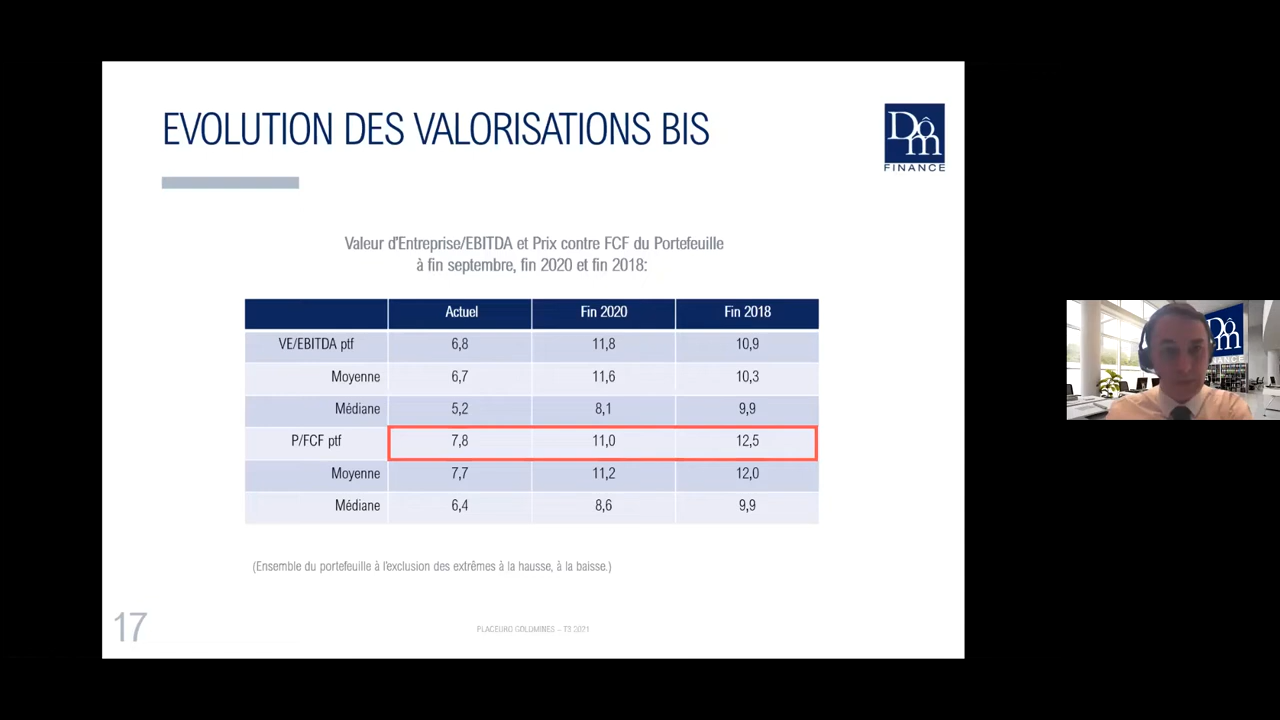 EVOLUTION DES VALORISATIONS BIS
Dôm
FINANCE
Valeur d'Entreprise/EBITDA et Prix contre FCF du Portefeuille
à fin septembre, fin 2020 et fin 2018:
Actuel Fin 2020 Fin 2018
VE/EBITDA ptf 6,8 11,8 10,9
Moyenne 6,7 11,6 10,3
Médiane 5,2 8,1 9,9
P/FCF ptf 7,8 11,0 12,5
Moyenne 7,7 11,2 12,0
Médiane 6,4 8,6 9,9
(Ensemble du portefeuille à l'exclusion des extrêmes à la hausse, à la baisse.)
17
PLACEURO GOLDMINES – T3 2021
Dôm